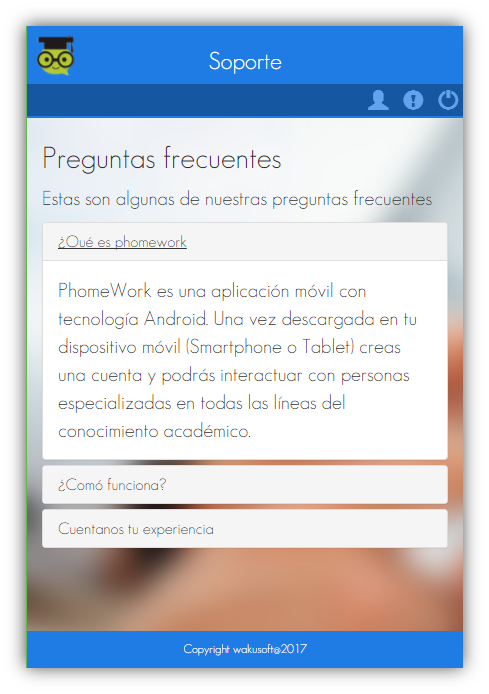 Soporte
Preguntas frecuentes
Estas son algunas de nuestras preguntas frecuentes
¿Qué es phomework
PhomeWork es una aplicación móvil con
tecnología Android. Una vez descargada en tu
dispositivo móvil (Smartphone o Tablet) creas
una cuenta y podrás interactuar con personas
especializadas en todas las líneas del
conocimiento académico.
¿Comó funciona?
Cuentanos tu experiencia
Copyright wakusoft@2017